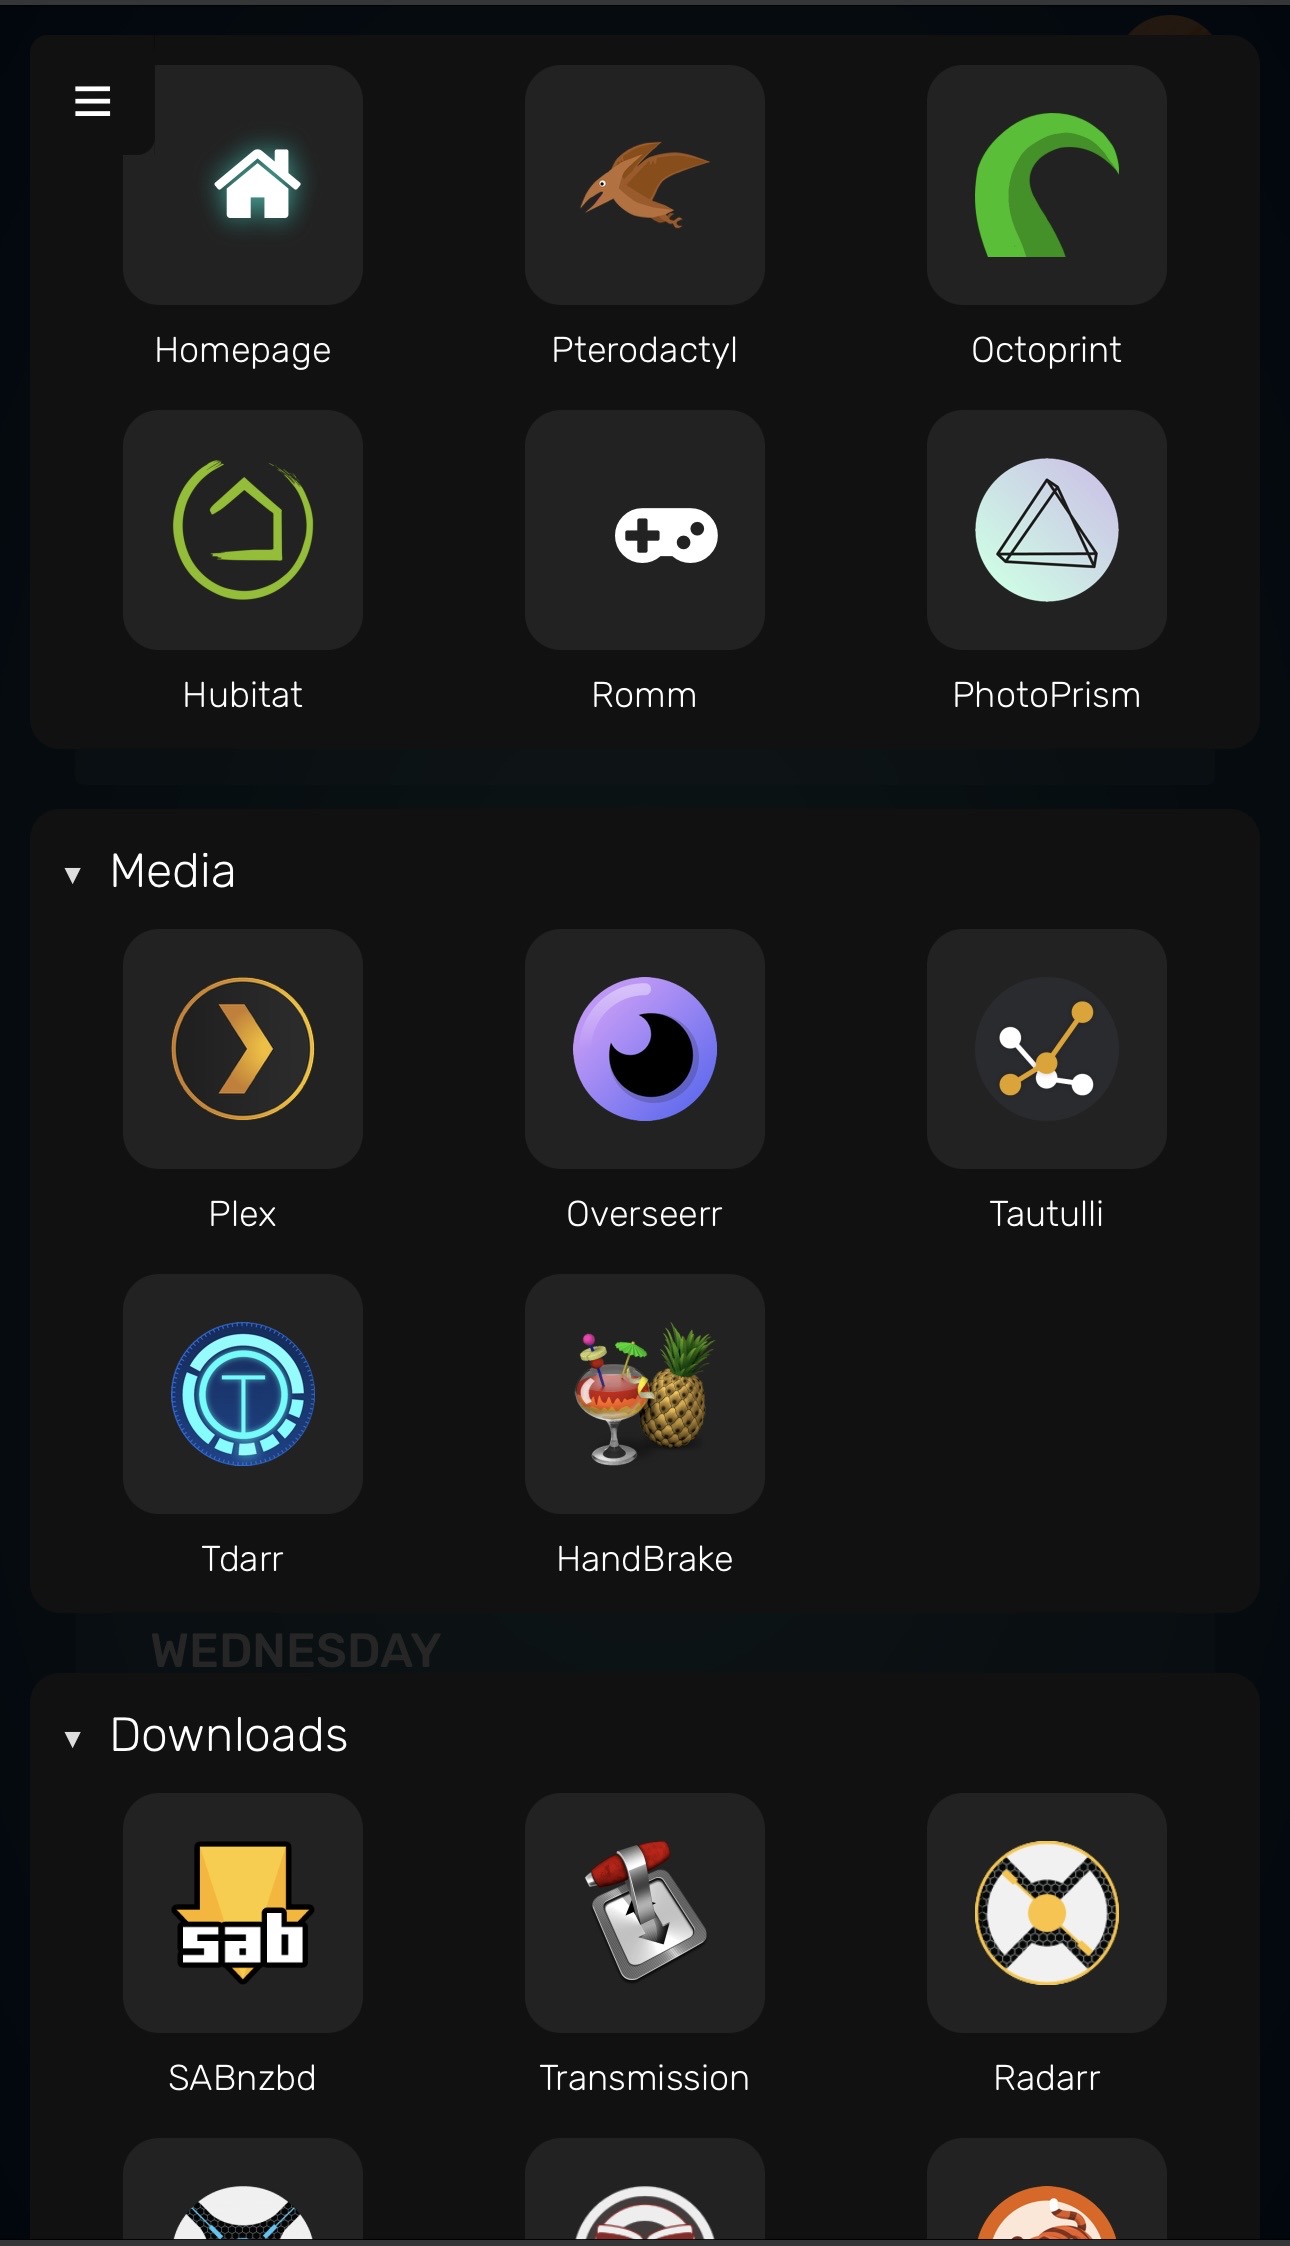 Homepage
Pterodactyl
Octoprint
Hubitat
Romm
PhotoPrism
Media
Plex
Overseerr
Tautulli
T
Tdarr
HandBrake
WEDNESDAY
Downloads
sab
SABnzbd
Transmission
Radarr